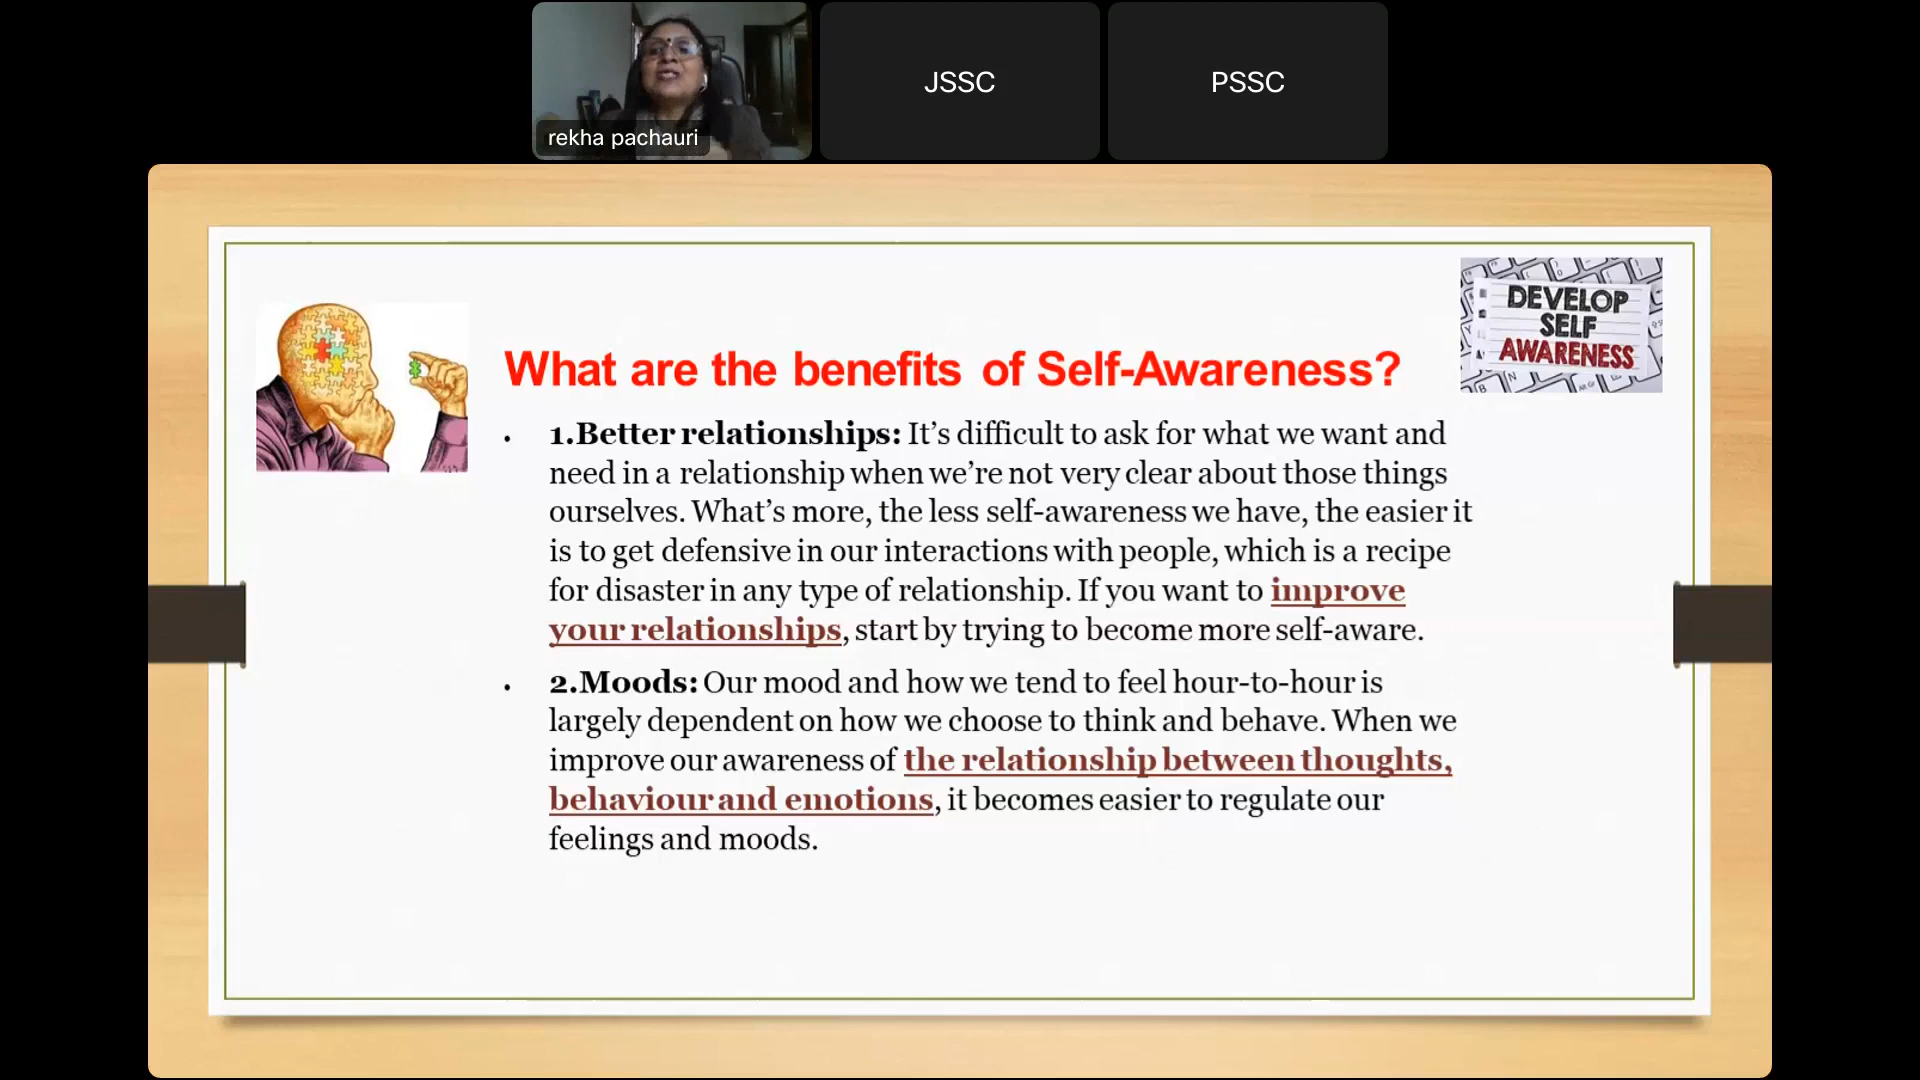 rekha pachauri
JSSC
PSSC
DEVELOP
SELF
AWARENESS
What are the benefits of Self-Awareness?
• 1.Better relationships: It’s difficult to ask for what we want and
need in a relationship when we’re not very clear about those things
ourselves. What’s more, the less self-awareness we have, the easier it
is to get defensive in our interactions with people, which is a recipe
for disaster in any type of relationship. If you want to improve
your relationships, start by trying to become more self-aware.
• 2.Moods: Our mood and how we tend to feel hour-to-hour is
largely dependent on how we choose to think and behave. When we
improve our awareness of the relationship between thoughts,
behaviour and emotions, it becomes easier to regulate our
feelings and moods.